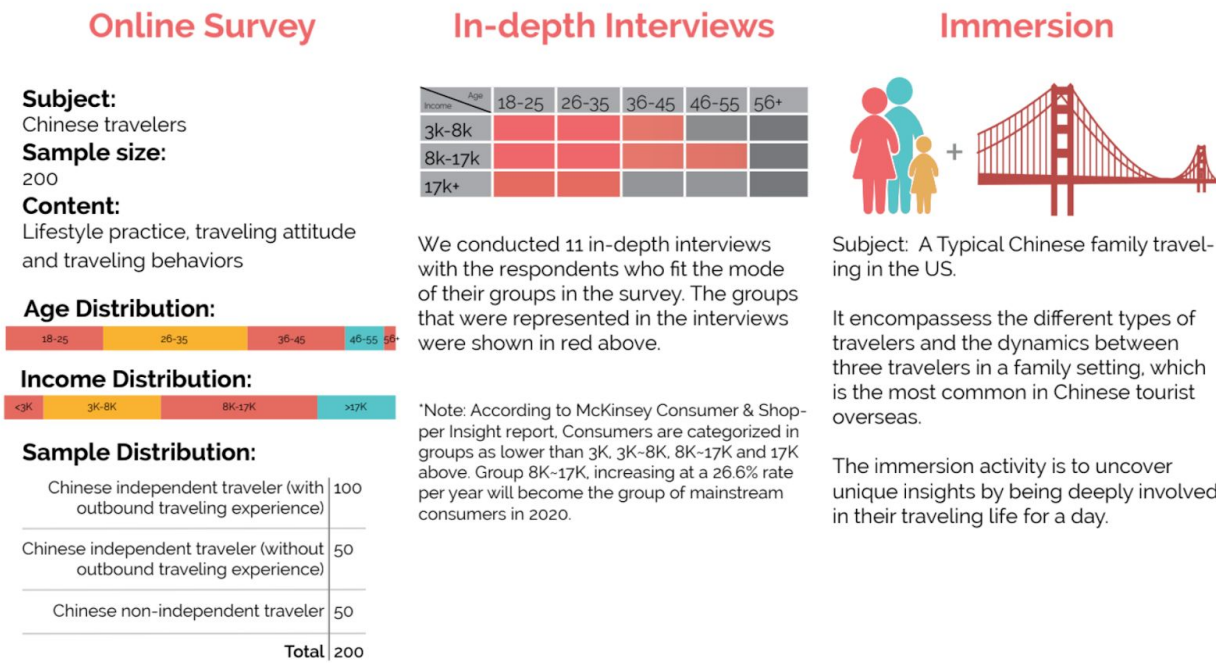 Online Survey
Subject:
Chinese travelers
Sample size:
200
Content:
Lifestyle practice, traveling attitude
and traveling behaviors
Age Distribution:
18-25 26-35 36-45 46-55 56+
Income Distribution:
<3K 3K-8K 8K-17K >17K
Sample Distribution:
Chinese independent traveler (with 100
outbound traveling experience)
Chinese independent traveler (without 50
outbound traveling experience)
Chinese non-independent traveler 50
Total 200
In-depth Interviews
Age
Income
18-25 26-35 36-45 46-55 56+
3k-8k
8k-17k
17k+
We conducted 11 in-depth interviews
with the respondents who fit the mode
of their groups in the survey. The groups
that were represented in the interviews
were shown in red above.
*Note: According to McKinsey Consumer & Shop-
per Insight report, Consumers are categorized in
groups as lower than 3K, 3K~8K, 8K~17K and 17K
above. Group 8K~17K, increasing at a 26.6% rate
per year will become the group of mainstream
consumers in 2020.
Immersion
+
Subject: A Typical Chinese family travel-
ing in the US.
It encompassess the different types of
travelers and the dynamics between
three travelers in a family setting, which
is the most common in Chinese tourist
overseas.
The immersion activity is to uncover
unique insights by being deeply involved
in their traveling life for a day.